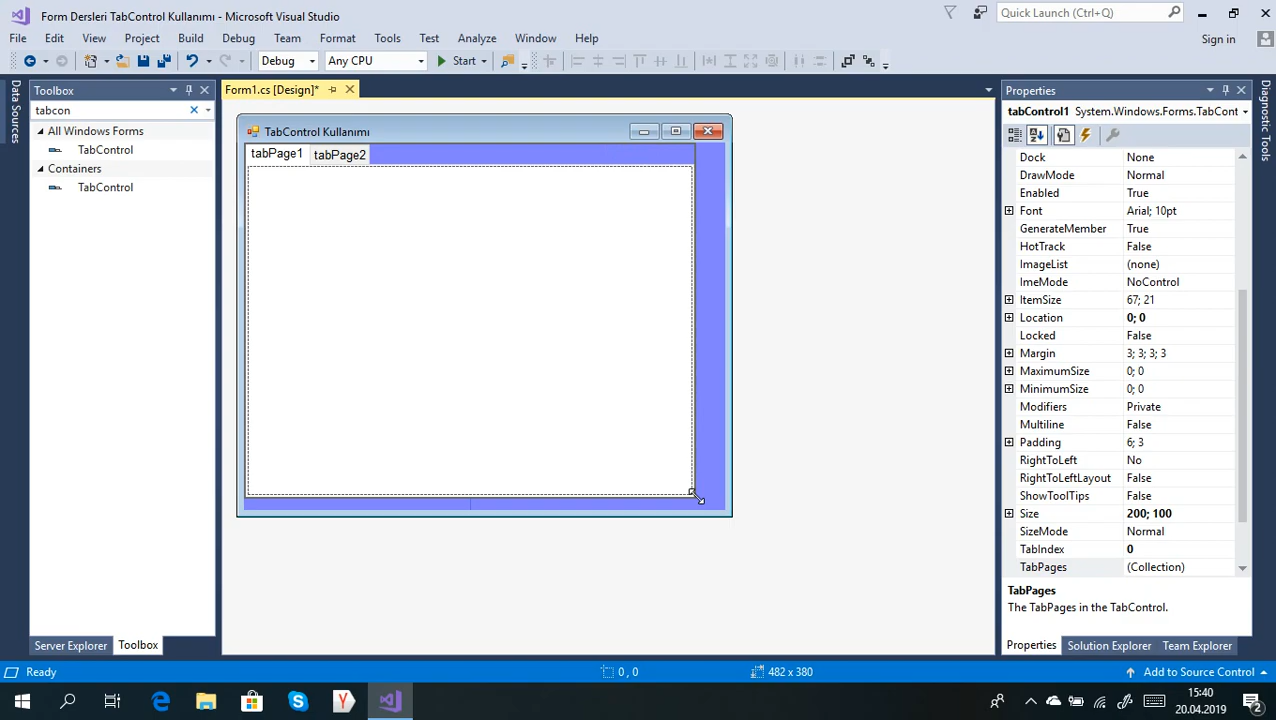 Form Dersleri TabControl Kullanımı - Microsoft Visual Studio
Quick Launch (Ctrl+Q)
File Edit View Project Build Debug Team Format Tools Test Analyze Window Help
Sign in
Debug Any CPU Start
Data Sources
Toolbox
tabcon
All Windows Forms
TabControl
Containers
TabControl
Server Explorer Toolbox
Form1.cs [Design]*
TabControl Kullanımı
tabPage1 tabPage2
Properties
tabControl1 System.Windows.Forms.TabCont
Dock None
DrawMode Normal
Enabled True
Font Arial; 10pt
GenerateMember True
HotTrack False
ImageList (none)
ImeMode NoControl
ItemSize 67; 21
Location 0; 0
Locked False
Margin 3; 3; 3; 3
MaximumSize 0; 0
MinimumSize 0; 0
Modifiers Private
Multiline False
Padding 6; 3
RightToLeft No
RightToLeftLayout False
ShowToolTips False
Size 200; 100
SizeMode Normal
TabIndex 0
TabPages (Collection)
TabPages
The TabPages in the TabControl.
Properties Solution Explorer Team Explorer
Diagnostic Tools
Ready
0 , 0
482 x 380
Add to Source Control
15:40
20.04.2019
2